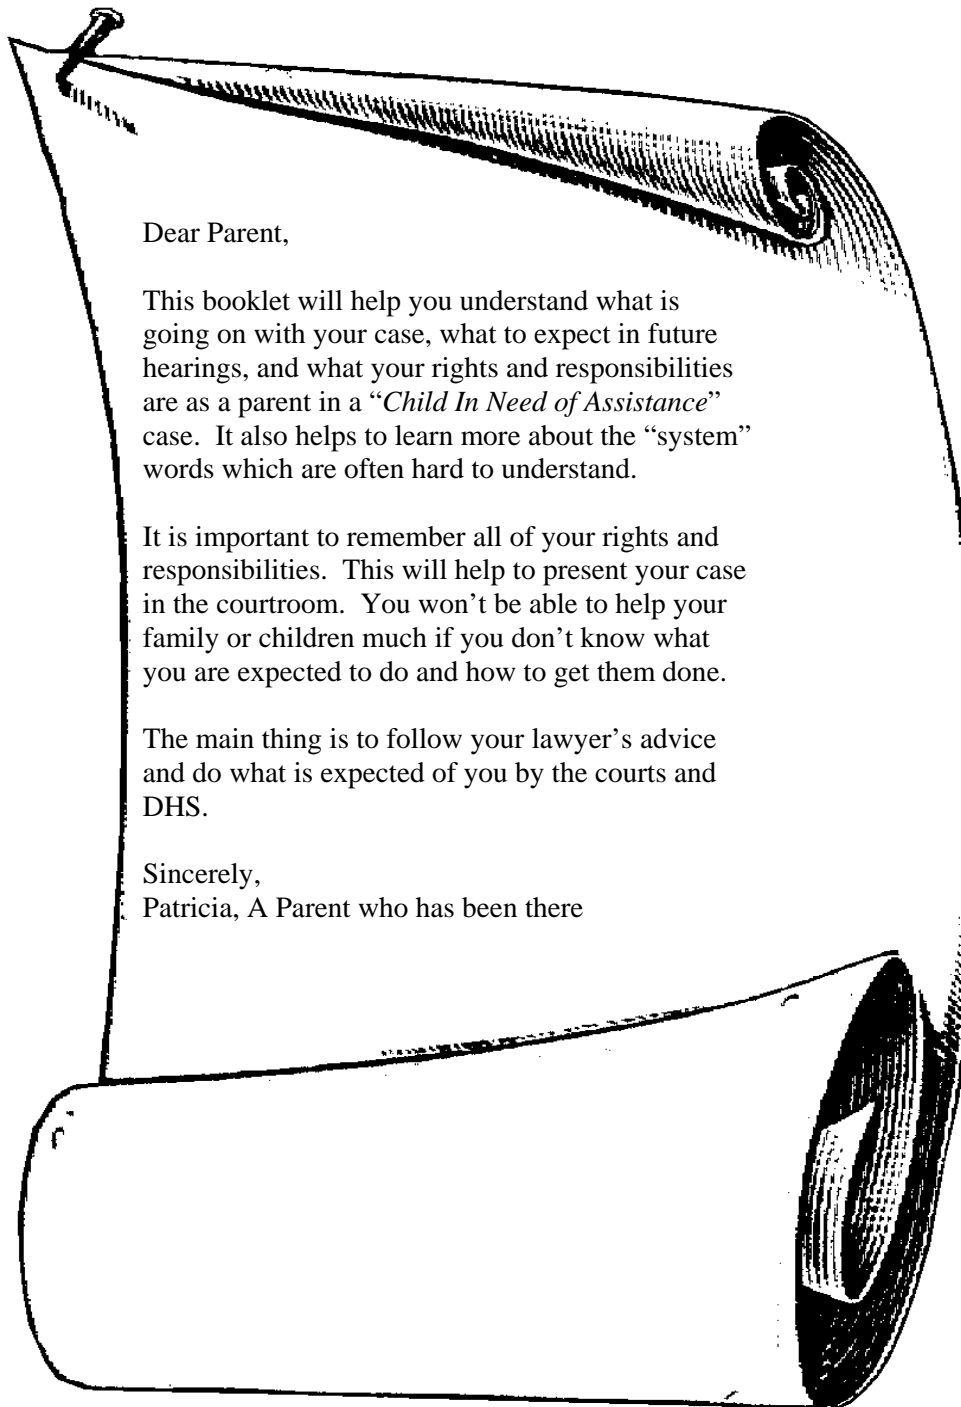 Dear Parent,
This booklet will help you understand what is
going on with your case, what to expect in future
hearings, and what your rights and responsibilities
are as a parent in a “Child In Need of Assistance”
case.  It also helps to learn more about the “system”
words which are often hard to understand.
It is important to remember all of your rights and
responsibilities.  This will help to present your case
in the courtroom.  You won’t be able to help your
family or children much if you don’t know what
you are expected to do and how to get them done.
The main thing is to follow your lawyer’s advice
and do what is expected of you by the courts and
DHS.
Sincerely,
Patricia, A Parent who has been there